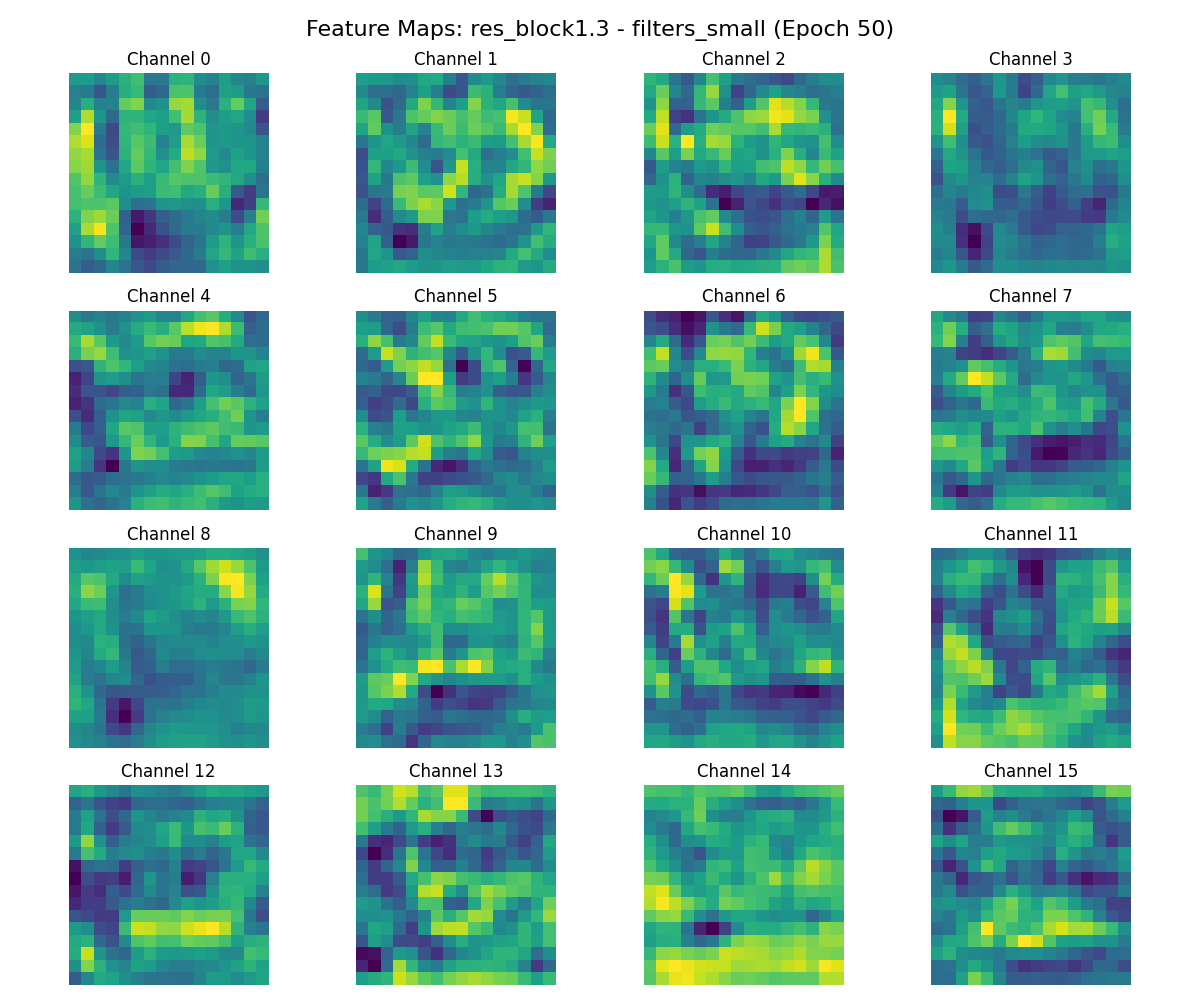 Feature Maps: res_block1.3 - filters_small (Epoch 50)
Channel 0 Channel 1 Channel 2 Channel 3
Channel 4 Channel 5 Channel 6 Channel 7
Channel 8 Channel 9 Channel 10 Channel 11
Channel 12 Channel 13 Channel 14 Channel 15